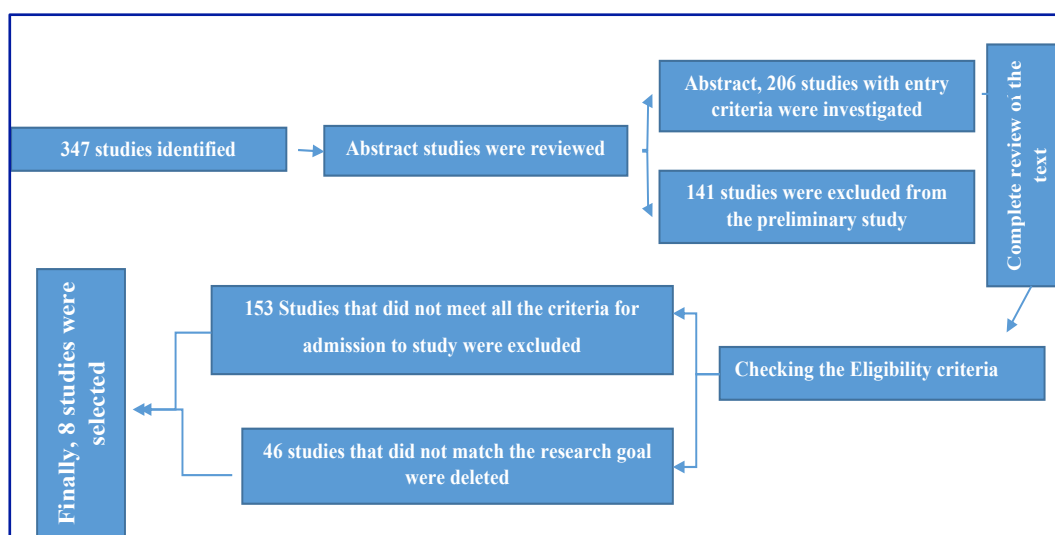 347 studies identified
Abstract studies were reviewed
Abstract, 206 studies with entry
criteria were investigated
141 studies were excluded from
the preliminary study
Complete review of the
text
Checking the Eligibility criteria
153 Studies that did not meet all the criteria for
admission to study were excluded
46 studies that did not match the research goal
were deleted
Finally, 8 studies were
selected